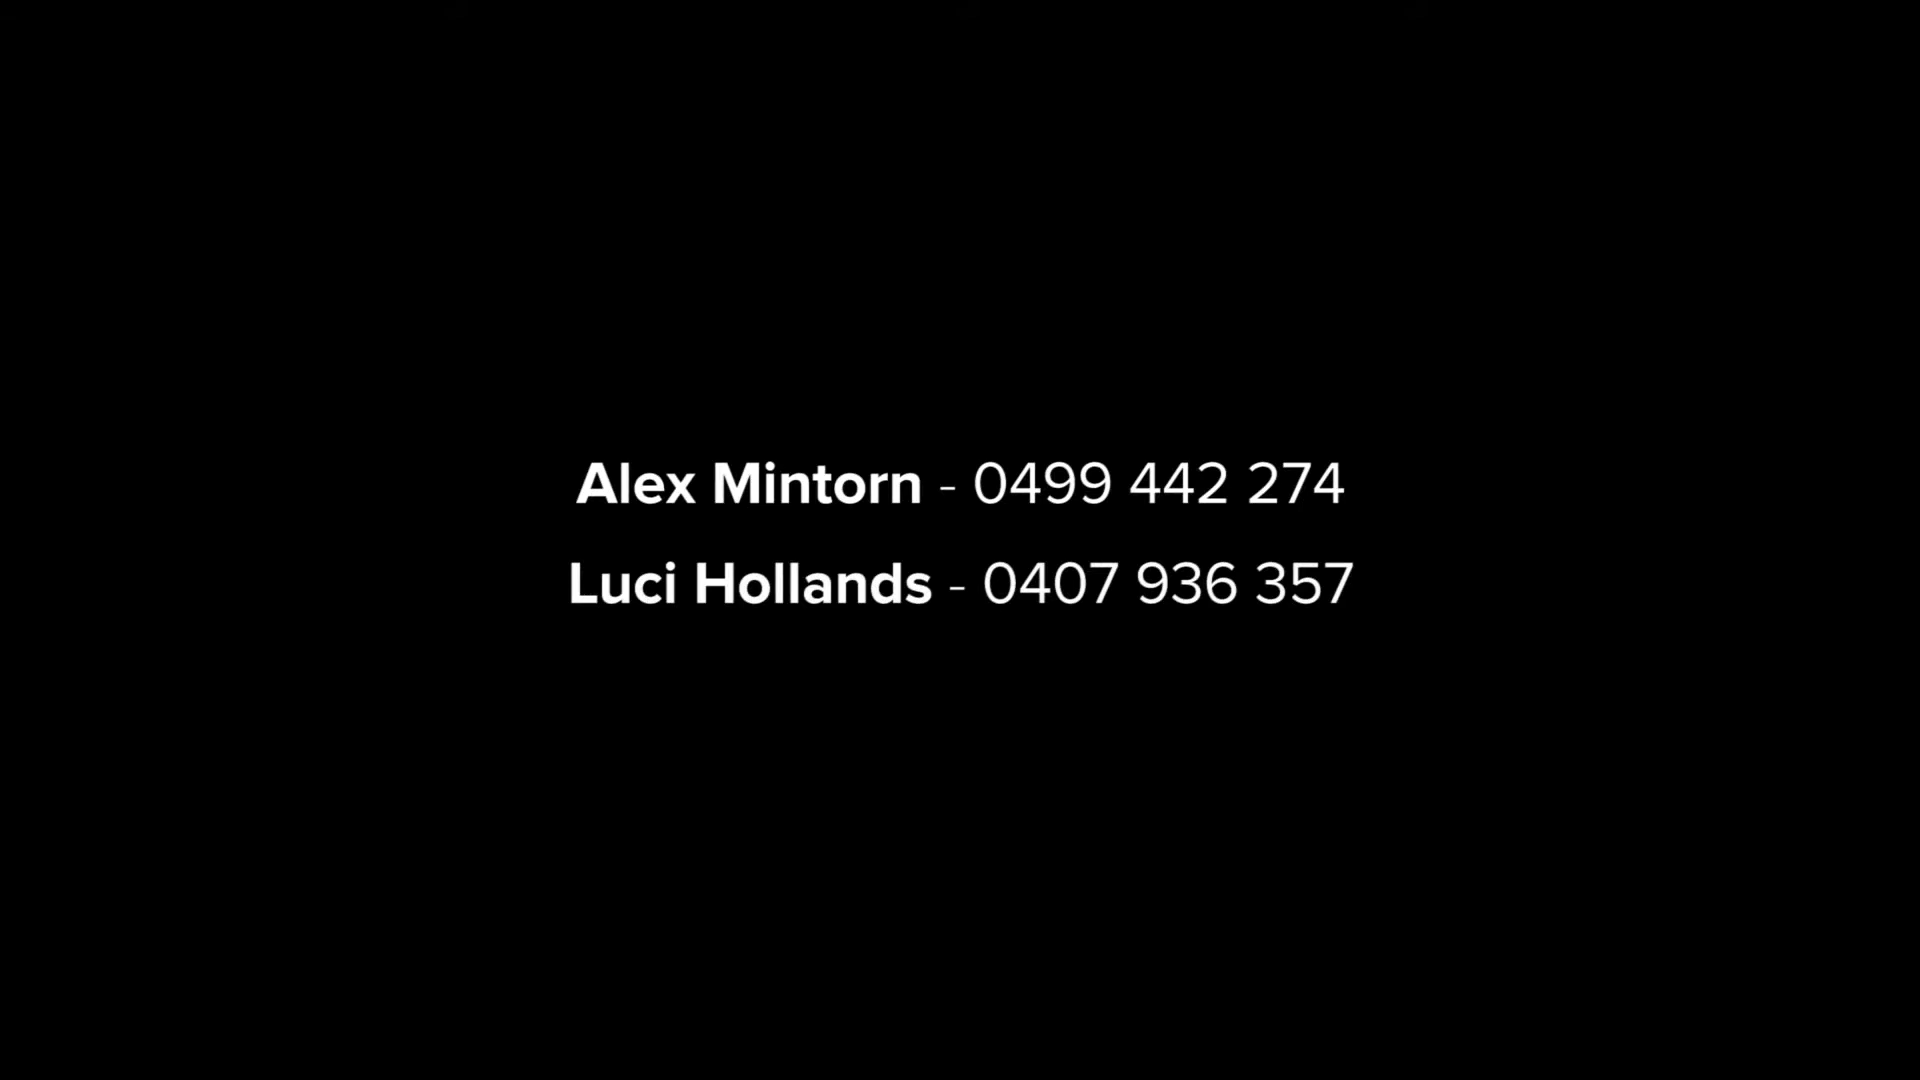 Alex Mintorn - 0499 442 274
Luci Hollands - 0407 936 357